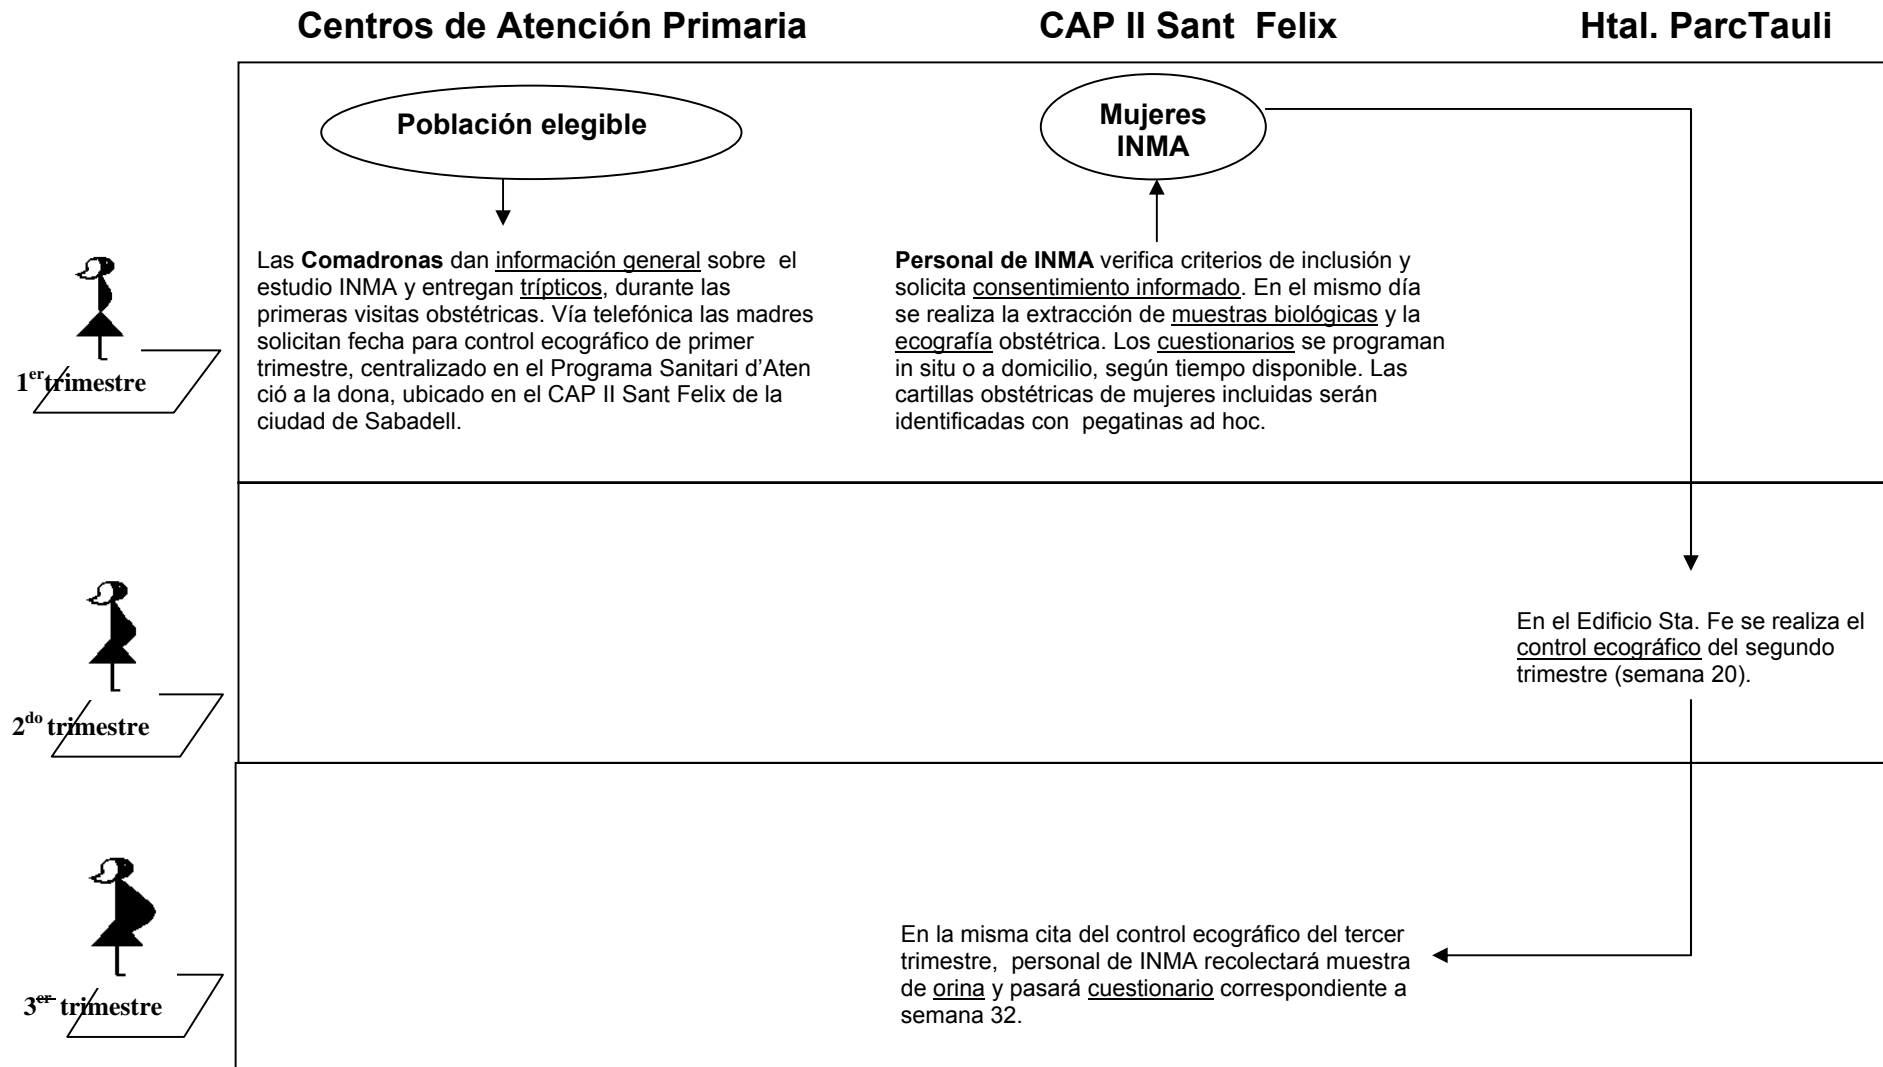 Centros de Atención Primaria
CAP II Sant Felix
Htal. ParcTauli
Población elegible
Mujeres
INMA
1er trimestre
Las Comadronas dan información general sobre el
estudio INMA y entregan trípticos, durante las
primeras visitas obstétricas. Vía telefónica las madres
solicitan fecha para control ecográfico de primer
trimestre, centralizado en el Programa Sanitari d'Aten
ció a la dona, ubicado en el CAP II Sant Felix de la
ciudad de Sabadell.
Personal de INMA verifica criterios de inclusión y
solicita consentimiento informado. En el mismo día
se realiza la extracción de muestras biológicas y la
ecografía obstétrica. Los cuestionarios se programan
in situ o a domicilio, según tiempo disponible. Las
cartillas obstétricas de mujeres incluidas serán
identificadas con pegatinas ad hoc.
2do trimestre
En el Edificio Sta. Fe se realiza el
control ecográfico del segundo
trimestre (semana 20).
3er trimestre
En la misma cita del control ecográfico del tercer
trimestre, personal de INMA recolectará muestra
de orina y pasará cuestionario correspondiente a
semana 32.